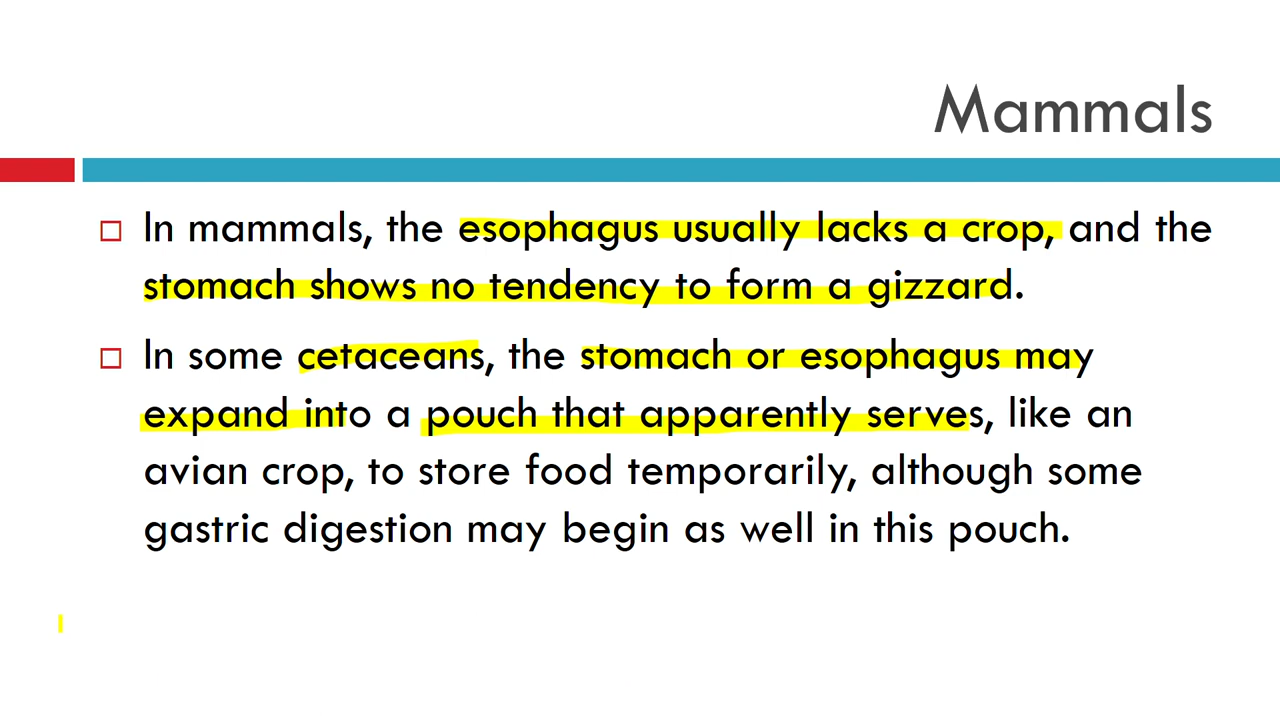 Mammals
In mammals, the esophagus usually lacks a crop, and the
stomach shows no tendency to form a gizzard.
In some cetaceans, the stomach or esophagus may
expand into a pouch that apparently serves, like an
avian crop, to store food temporarily, although some
gastric digestion may begin as well in this pouch.